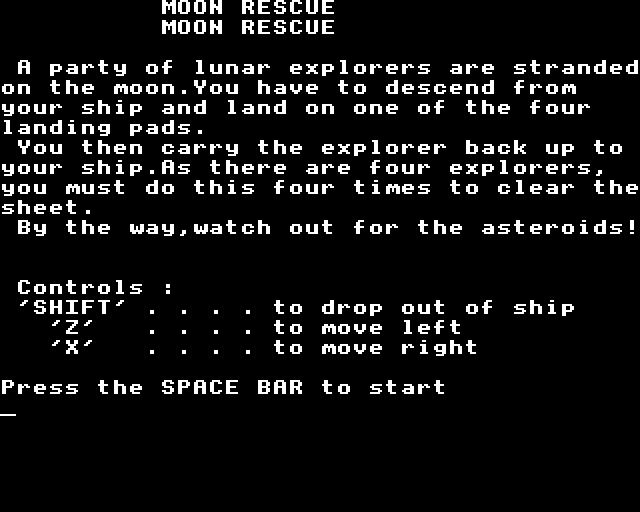 MOON RESCUE
MOON RESCUE
A party of lunar explorers are stranded
on the moon.You have to descend from
your ship and land on one of the four
landing pads.
You then carry the explorer back up to
your ship.As there are four explorers,
you must do this four times to clear the
sheet.
By the way,watch out for the asteroids!
Controls :
'SHIFT' . . . . to drop out of ship
'Z' . . . . to move left
'X' . . . . to move right
Press the SPACE BAR to start
_